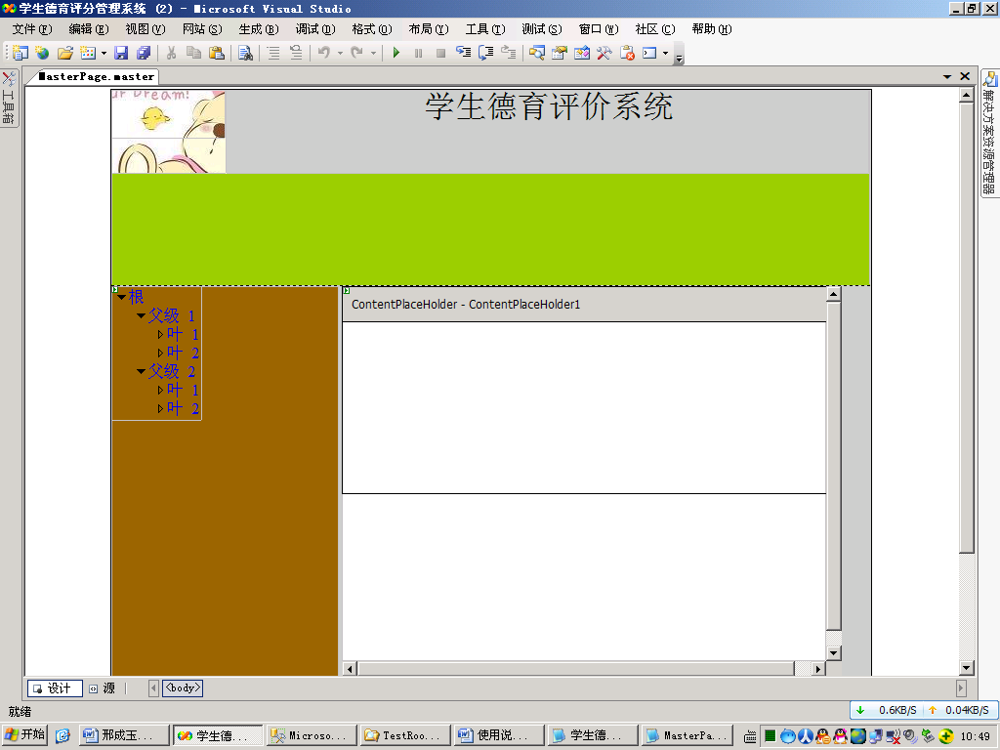 学生德育评分管理系统 (2) - Microsoft Visual Studio
文件(F) 编辑(E) 视图(V) 网站(S) 生成(B) 调试(D) 格式(O) 布局(Y) 工具(T) 测试(S) 窗口(W) 社区(C) 帮助(H)
工具箱
MasterPage.master
解决方案资源管理器
ur Dream!
学生德育评价系统
根
父级 1
叶 1
叶 2
父级 2
叶 1
叶 2
ContentPlaceHolder - ContentPlaceHolder1
设计 源 <body>
就绪
0.6KB/S 0.04KB/S
开始 邢成玉... 学生德... Microso... TestRoo... 使用说... 学生德... MasterPa... 10:49